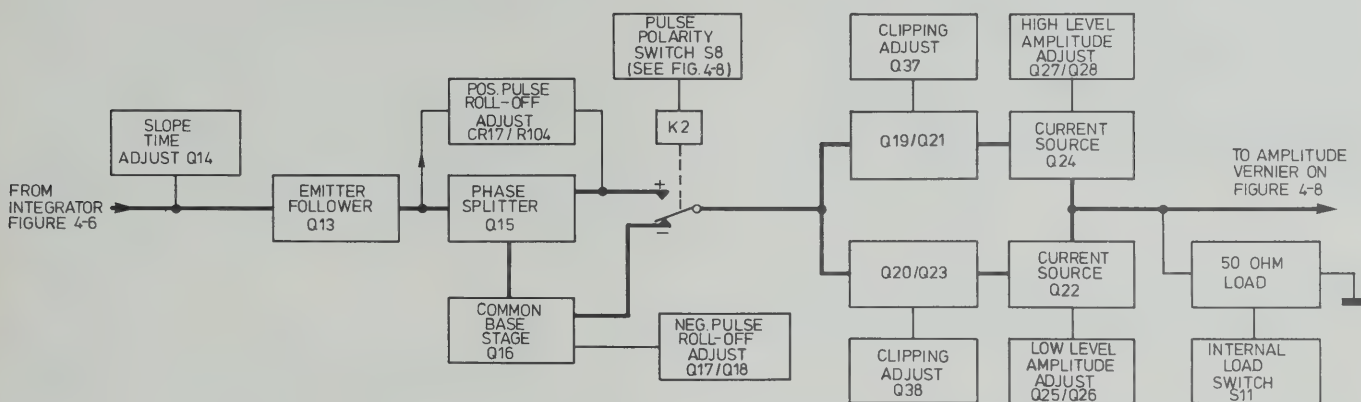 PULSE
POLARITY
SWITCH S8
(SEE FIG. 4-8)
CLIPPING
ADJUST
Q37
HIGH LEVEL
AMPLITUDE
ADJUST
Q27/Q28
POS. PULSE
ROLL-OFF
ADJUST
CR17/R104
SLOPE
TIME
ADJUST Q14
K2
Q19/Q21
CURRENT
SOURCE
Q24
TO AMPLITUDE
VERNIER ON
FIGURE 4-8
FROM
INTEGRATOR
FIGURE 4-6
EMITTER
FOLLOWER
Q13
PHASE
SPLITTER
Q15
+
−
Q20/Q23
CURRENT
SOURCE
Q22
50 OHM
LOAD
COMMON
BASE
STAGE
Q16
NEG. PULSE
ROLL-OFF
ADJUST
Q17/Q18
CLIPPING
ADJUST
Q38
LOW LEVEL
AMPLITUDE
ADJUST
Q25/Q26
INTERNAL
LOAD
SWITCH
S11